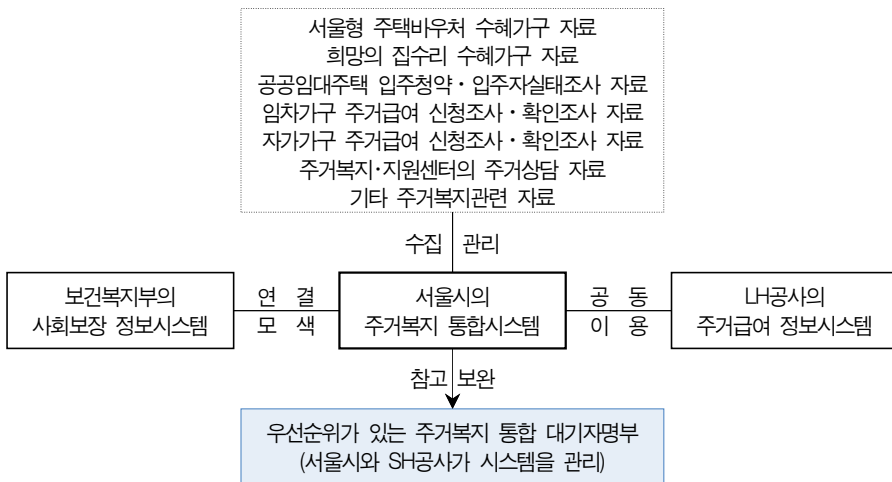 서울형 주택바우처 수혜가구 자료
희망의 집수리 수혜가구 자료
공공임대주택 입주청약·입주자실태조사 자료
임차가구 주거급여 신청조사·확인조사 자료
자가가구 주거급여 신청조사·확인조사 자료
주거복지·지원센터의 주거상담 자료
기타 주거복지관련 자료
수집 관리
보건복지부의
사회보장 정보시스템
연 결
모 색
서울시의
주거복지 통합시스템
공 동
이 용
LH공사의
주거급여 정보시스템
참고 보완
우선순위가 있는 주거복지 통합 대기자명부
(서울시와 SH공사가 시스템을 관리)